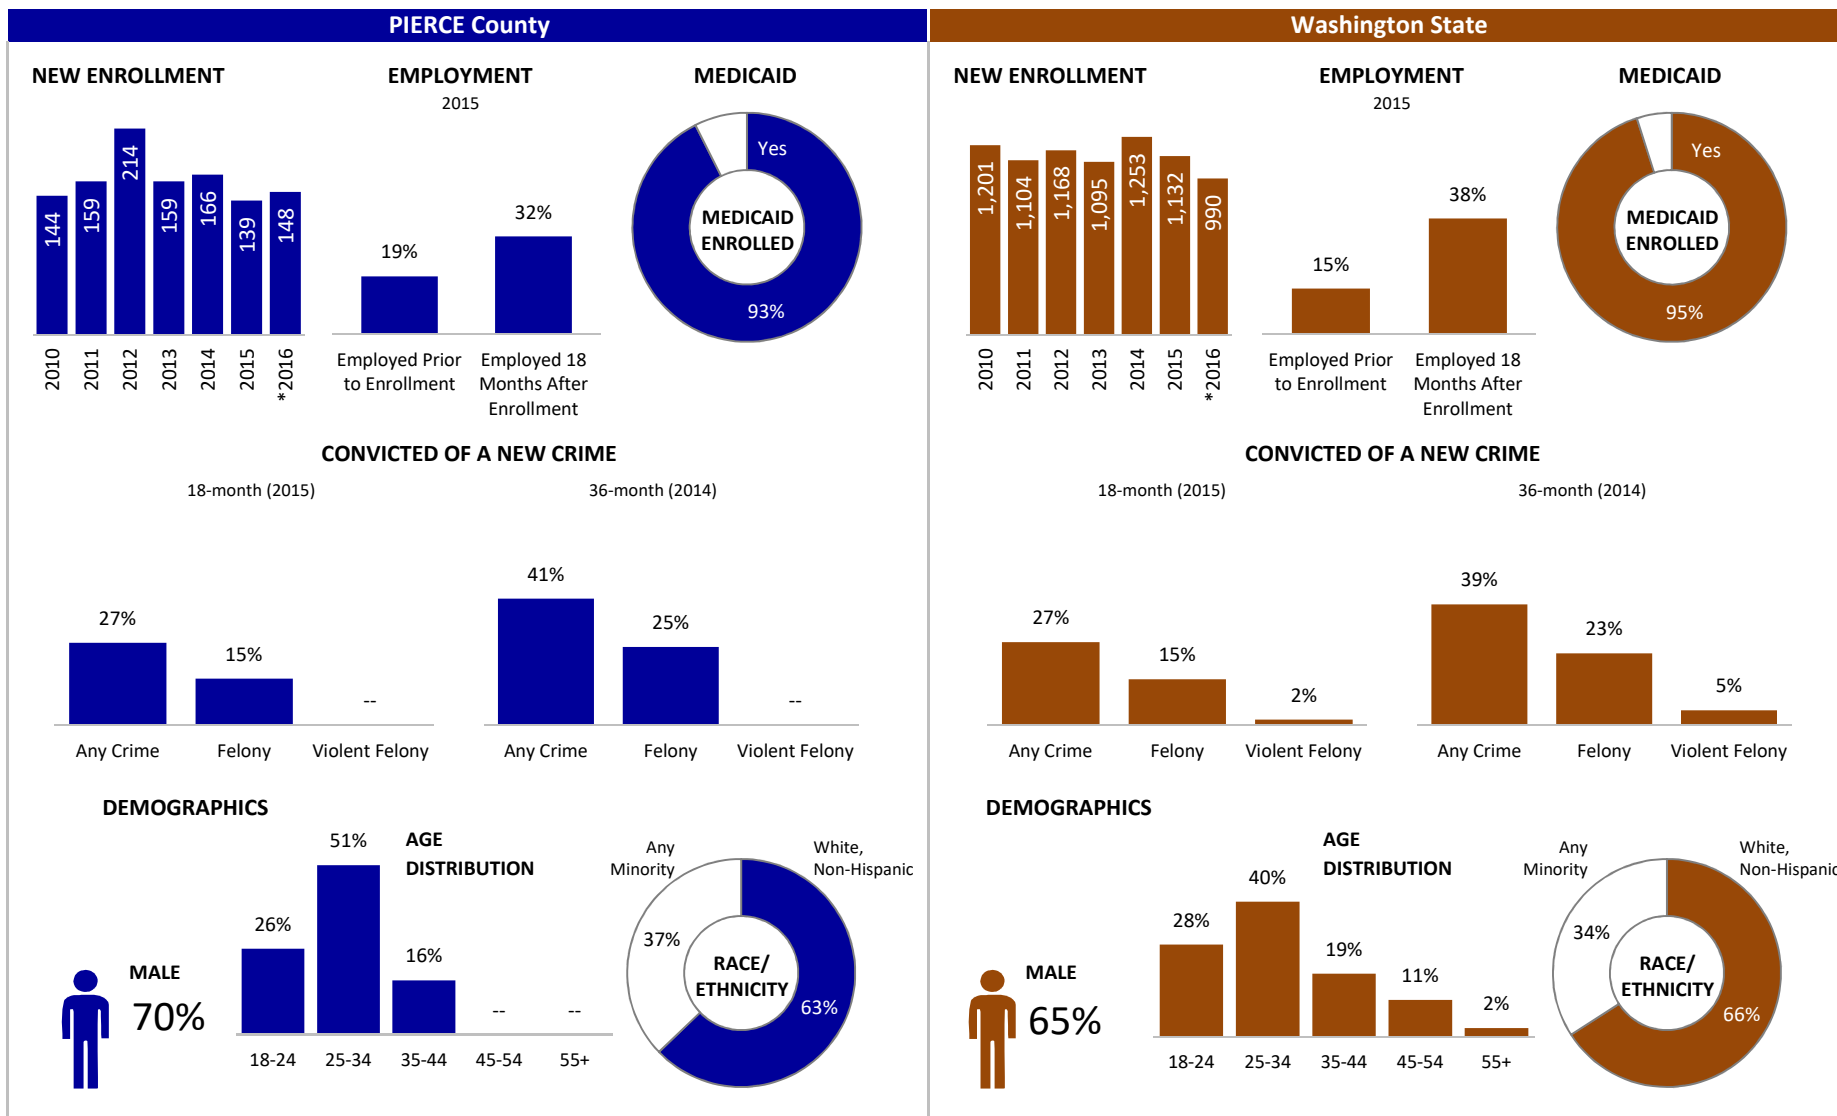 PIERCE County
NEW ENROLLMENT
EMPLOYMENT
2015
MEDICAID
144
159
214
159
166
139
148
2010
2011
2012
2013
2014
2015
*2016
19%
32%
Employed Prior
to Enrollment
Employed 18
Months After
Enrollment
Yes
MEDICAID
ENROLLED
93%
CONVICTED OF A NEW CRIME
18-month (2015)
27%
15%
--
Any Crime
Felony
Violent Felony
36-month (2014)
41%
25%
--
Any Crime
Felony
Violent Felony
DEMOGRAPHICS
MALE
70%
AGE
DISTRIBUTION
26%
51%
16%
--
--
18-24
25-34
35-44
45-54
55+
Any
Minority
White,
Non-Hispanic
37%
RACE/
ETHNICITY
63%
Washington State
NEW ENROLLMENT
EMPLOYMENT
2015
MEDICAID
1,201
1,104
1,168
1,095
1,253
1,132
990
2010
2011
2012
2013
2014
2015
*2016
15%
38%
Employed Prior
to Enrollment
Employed 18
Months After
Enrollment
Yes
MEDICAID
ENROLLED
95%
CONVICTED OF A NEW CRIME
18-month (2015)
27%
15%
2%
Any Crime
Felony
Violent Felony
36-month (2014)
39%
23%
5%
Any Crime
Felony
Violent Felony
DEMOGRAPHICS
MALE
65%
AGE
DISTRIBUTION
28%
40%
19%
11%
2%
18-24
25-34
35-44
45-54
55+
Any
Minority
White,
Non-Hispanic
34%
RACE/
ETHNICITY
66%